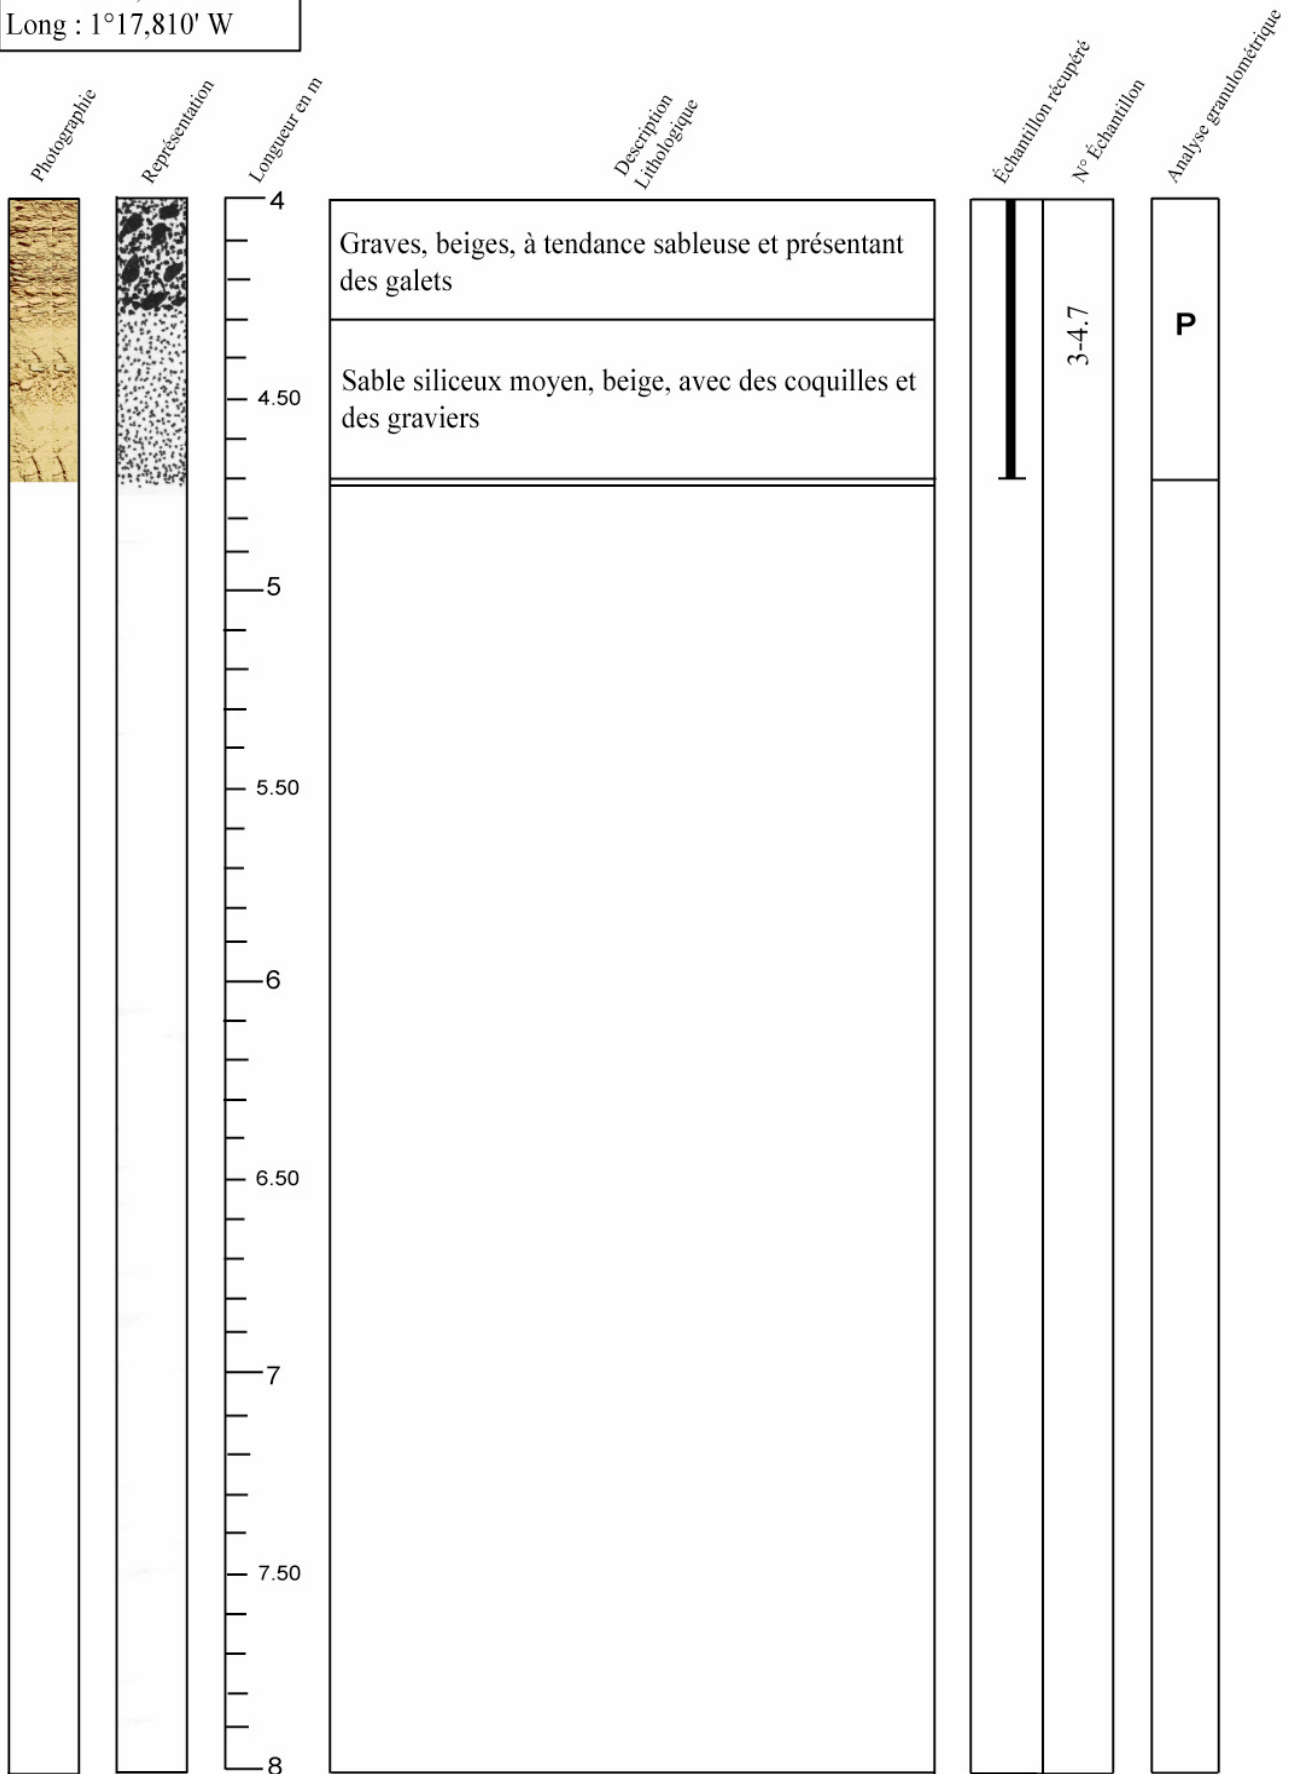 Long : 1°17,810' W
Photographie
Représentation
Longueur en m
Description
Lithologique
Échantillon récupéré
N° Échantillon
Analyse granulométrique
4
Graves, beiges, à tendance sableuse et présentant
des galets
3-4.7
P
Sable siliceux moyen, beige, avec des coquilles et
des graviers
4.50
5
5.50
6
6.50
7
7.50
8